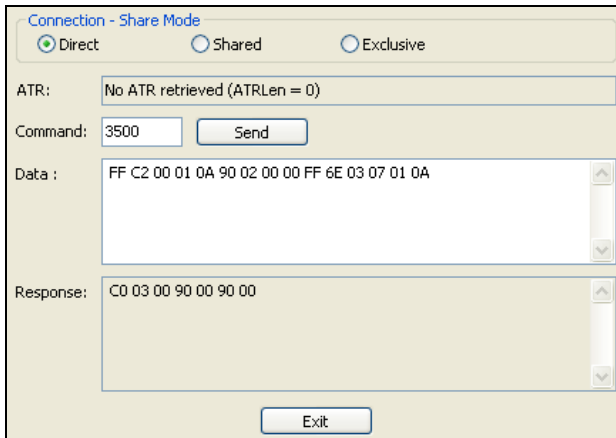 Connection - Share Mode
Direct Shared Exclusive
ATR: No ATR retrieved (ATRLen = 0)
Command: 3500 Send
Data : FF C2 00 01 0A 90 02 00 00 FF 6E 03 07 01 0A
Response: C0 03 00 90 00 90 00
Exit